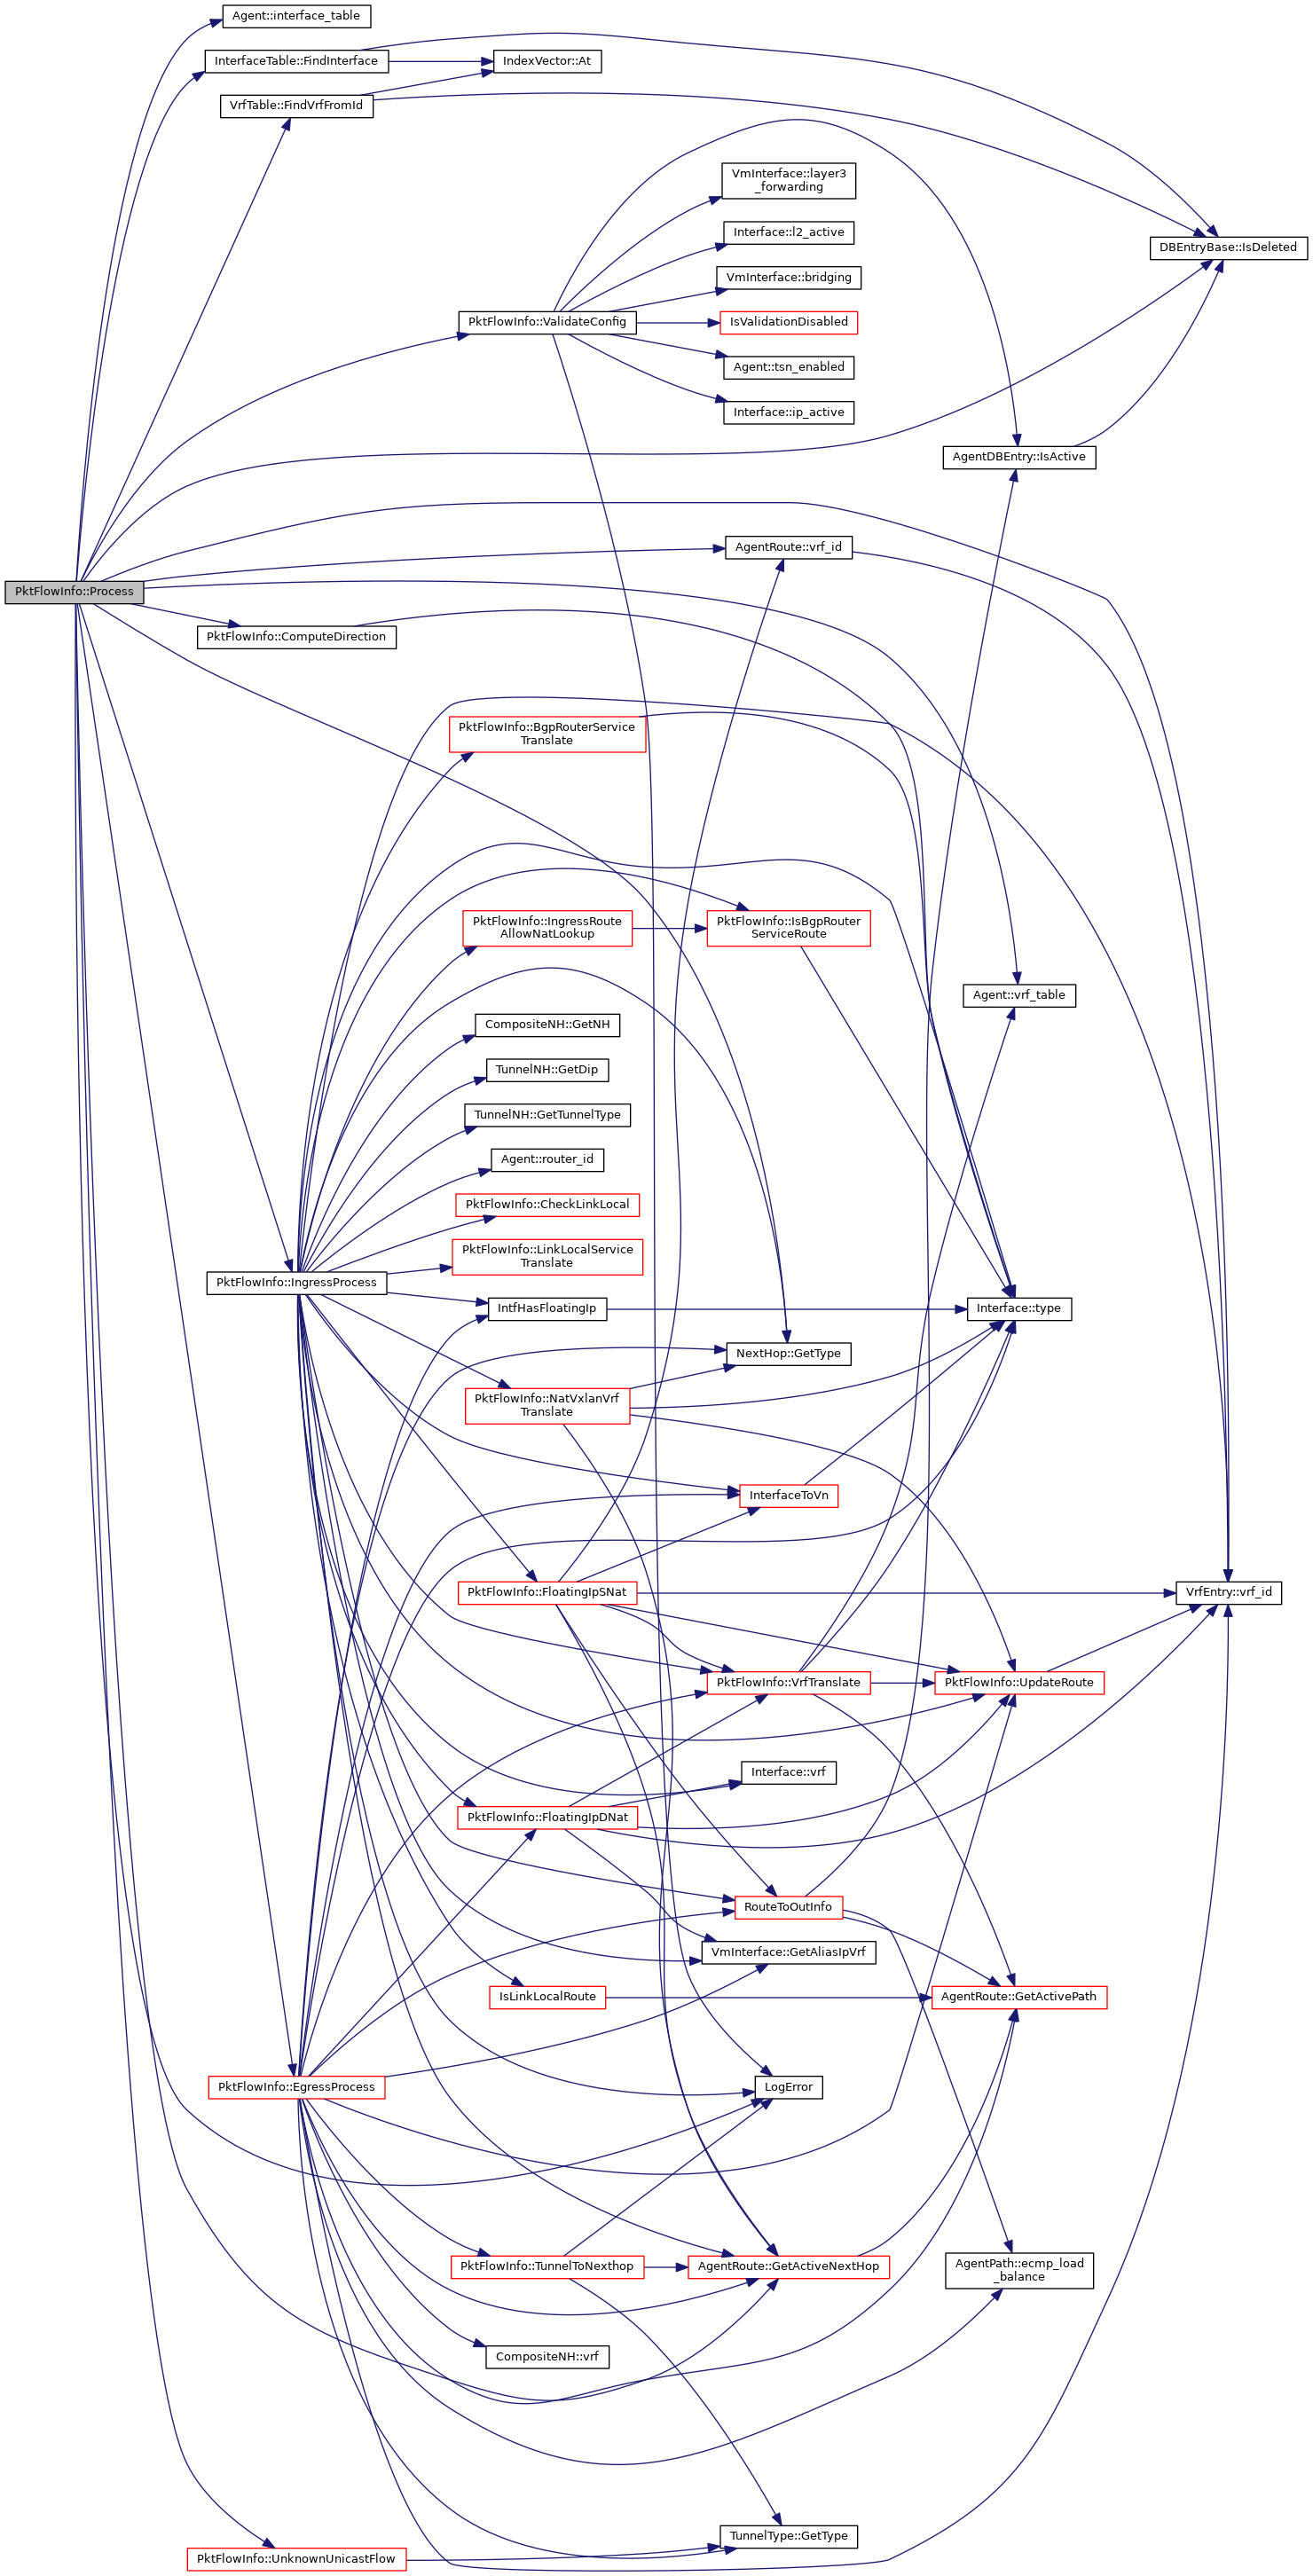 Agent::interface_table
InterfaceTable::FindInterface
IndexVector::At
VrfTable::FindVrfFromId
VmInterface::layer3
_forwarding
Interface::l2_active
DBEntryBase::IsDeleted
VmInterface::bridging
PktFlowInfo::ValidateConfig
IsValidationDisabled
Agent::tsn_enabled
Interface::ip_active
AgentDBEntry::IsActive
AgentRoute::vrf_id
PktFlowInfo::Process
PktFlowInfo::ComputeDirection
PktFlowInfo::BgpRouterService
Translate
PktFlowInfo::IngressRoute
AllowNatLookup
PktFlowInfo::IsBgpRouter
ServiceRoute
Agent::vrf_table
CompositeNH::GetNH
TunnelNH::GetDip
TunnelNH::GetTunnelType
Agent::router_id
PktFlowInfo::CheckLinkLocal
PktFlowInfo::LinkLocalService
Translate
PktFlowInfo::IngressProcess
IntfHasFloatingIp
Interface::type
NextHop::GetType
PktFlowInfo::NatVxlanVrf
Translate
InterfaceToVn
PktFlowInfo::FloatingIpSNat
VrfEntry::vrf_id
PktFlowInfo::VrfTranslate
PktFlowInfo::UpdateRoute
Interface::vrf
PktFlowInfo::FloatingIpDNat
RouteToOutInfo
VmInterface::GetAliasIpVrf
IsLinkLocalRoute
AgentRoute::GetActivePath
PktFlowInfo::EgressProcess
LogError
PktFlowInfo::TunnelToNexthop
AgentRoute::GetActiveNextHop
AgentPath::ecmp_load
_balance
CompositeNH::vrf
TunnelType::GetType
PktFlowInfo::UnknownUnicastFlow